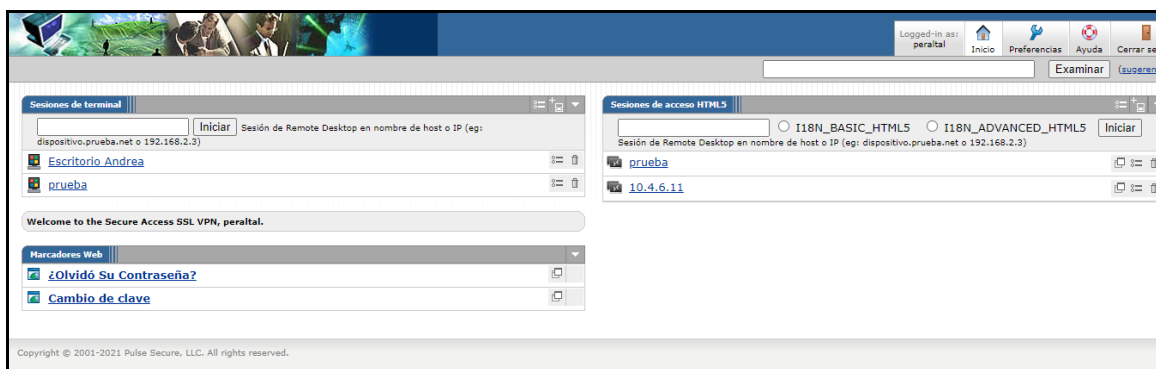 Logged-in as:
peraltal
Inicio
Preferencias
Ayuda
Cerrar se
Examinar
(sugeren
Sesiones de terminal
Iniciar Sesión de Remote Desktop en nombre de host o IP (eg:
dispositivo.prueba.net o 192.168.2.3)
Escritorio Andrea
prueba
Welcome to the Secure Access SSL VPN, peraltal.
Marcadores Web
¿Olvidó Su Contraseña?
Cambio de clave
Sesiones de acceso HTML5
I18N_BASIC_HTML5 I18N_ADVANCED_HTML5 Iniciar
Sesión de Remote Desktop en nombre de host o IP (eg: dispositivo.prueba.net o 192.168.2.3)
prueba
10.4.6.11
Copyright © 2001-2021 Pulse Secure, LLC. All rights reserved.